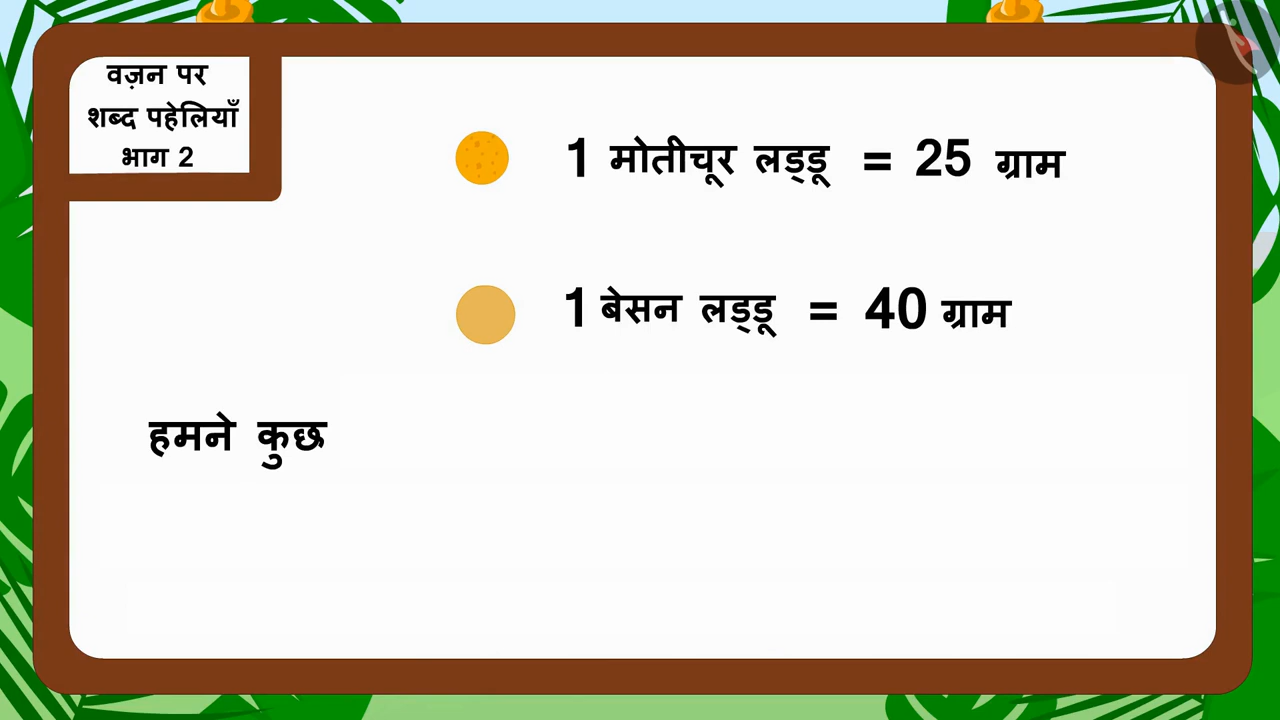 वज़न पर
शब्द पहेलियाँ
भाग 2
1 मोतीचूर लड्डू = 25 ग्राम
1 बेसन लड्डू = 40 ग्राम
हमने कुछ